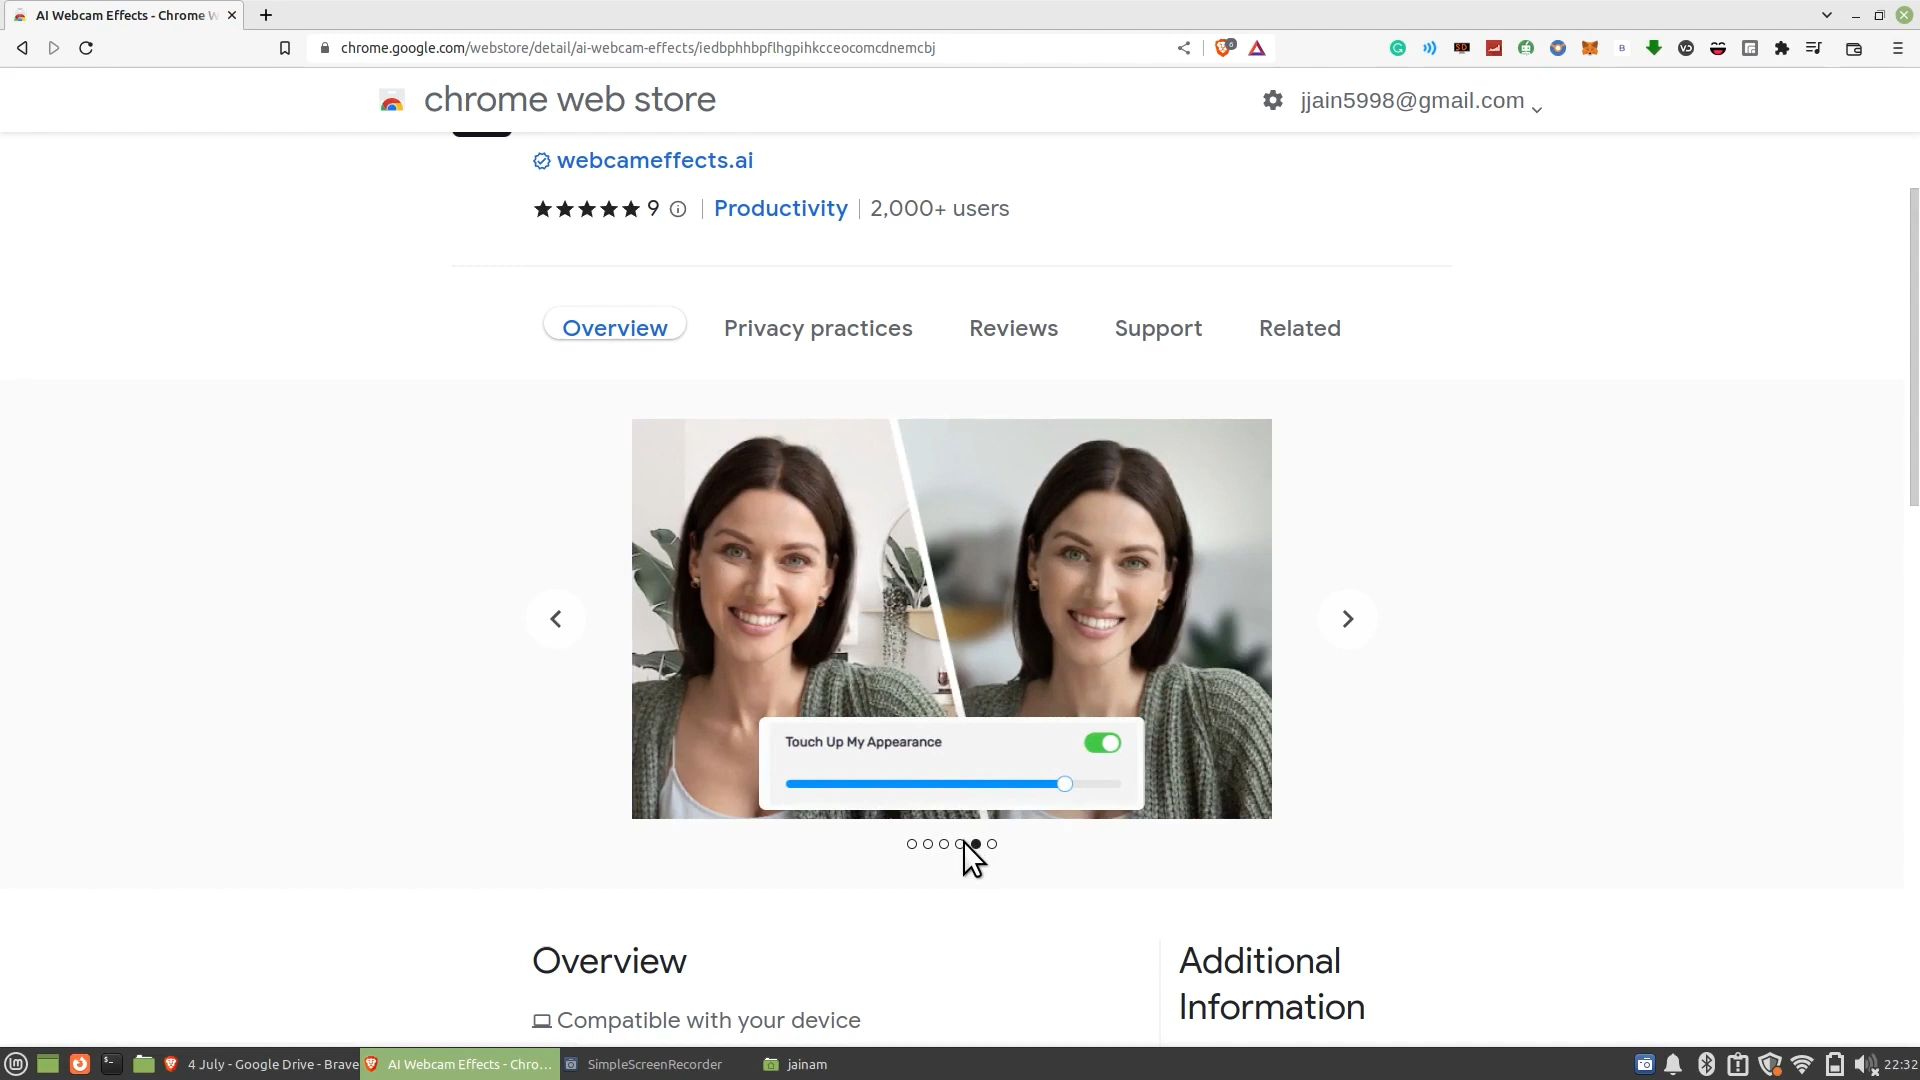 AI Webcam Effects - Chrome W
chrome.google.com/webstore/detail/ai-webcam-effects/iedbphhbpflhgpihkcceocomcdnemcbj
chrome web store
jjain5998@gmail.com
webcameffects.ai
9
Productivity
2,000+ users
Overview
Privacy practices
Reviews
Support
Related
Touch Up My Appearance
Overview
Compatible with your device
Additional
Information
4 July - Google Drive - Brave
AI Webcam Effects - Chro...
SimpleScreenRecorder
jainam
22:32